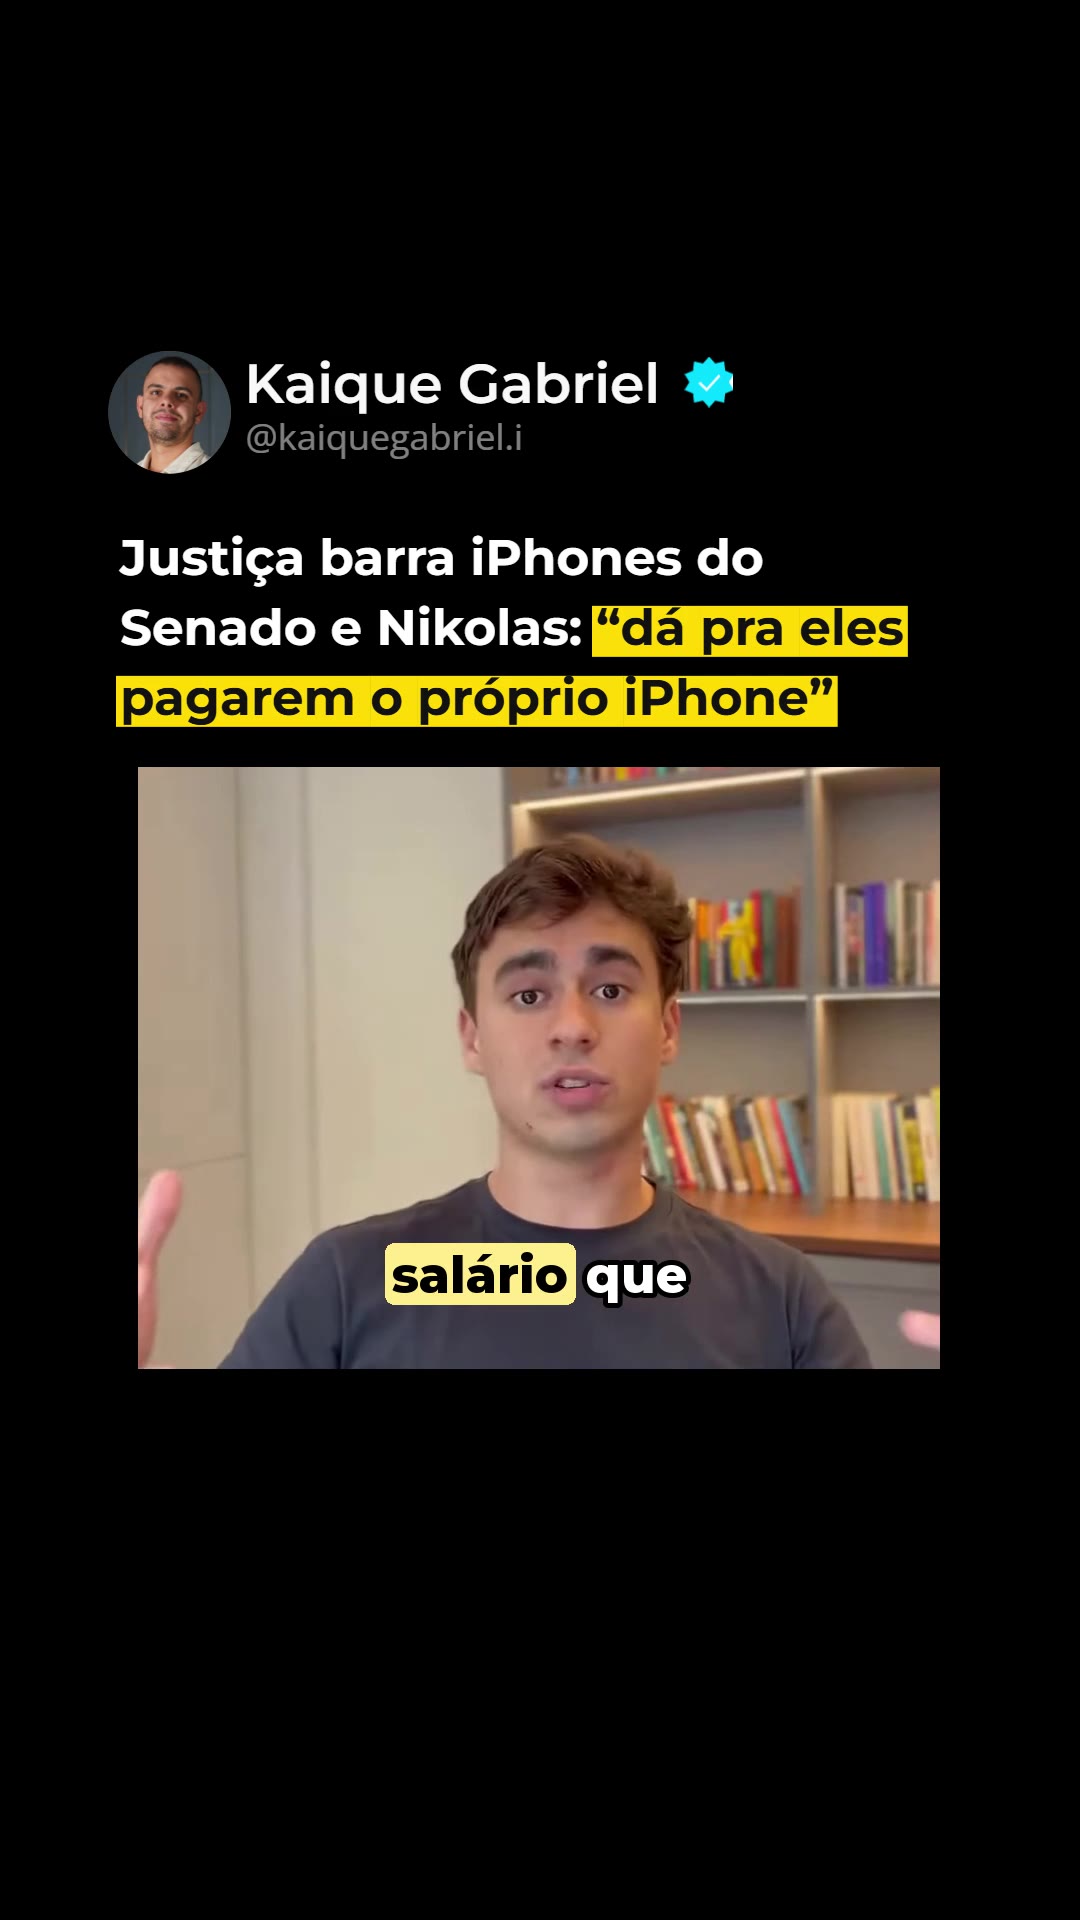 Kaique Gabriel
@kaiquegabriel.i
Justiça barra iPhones do
Senado e Nikolas: “dá pra eles
pagarem o próprio iPhone”
salário que